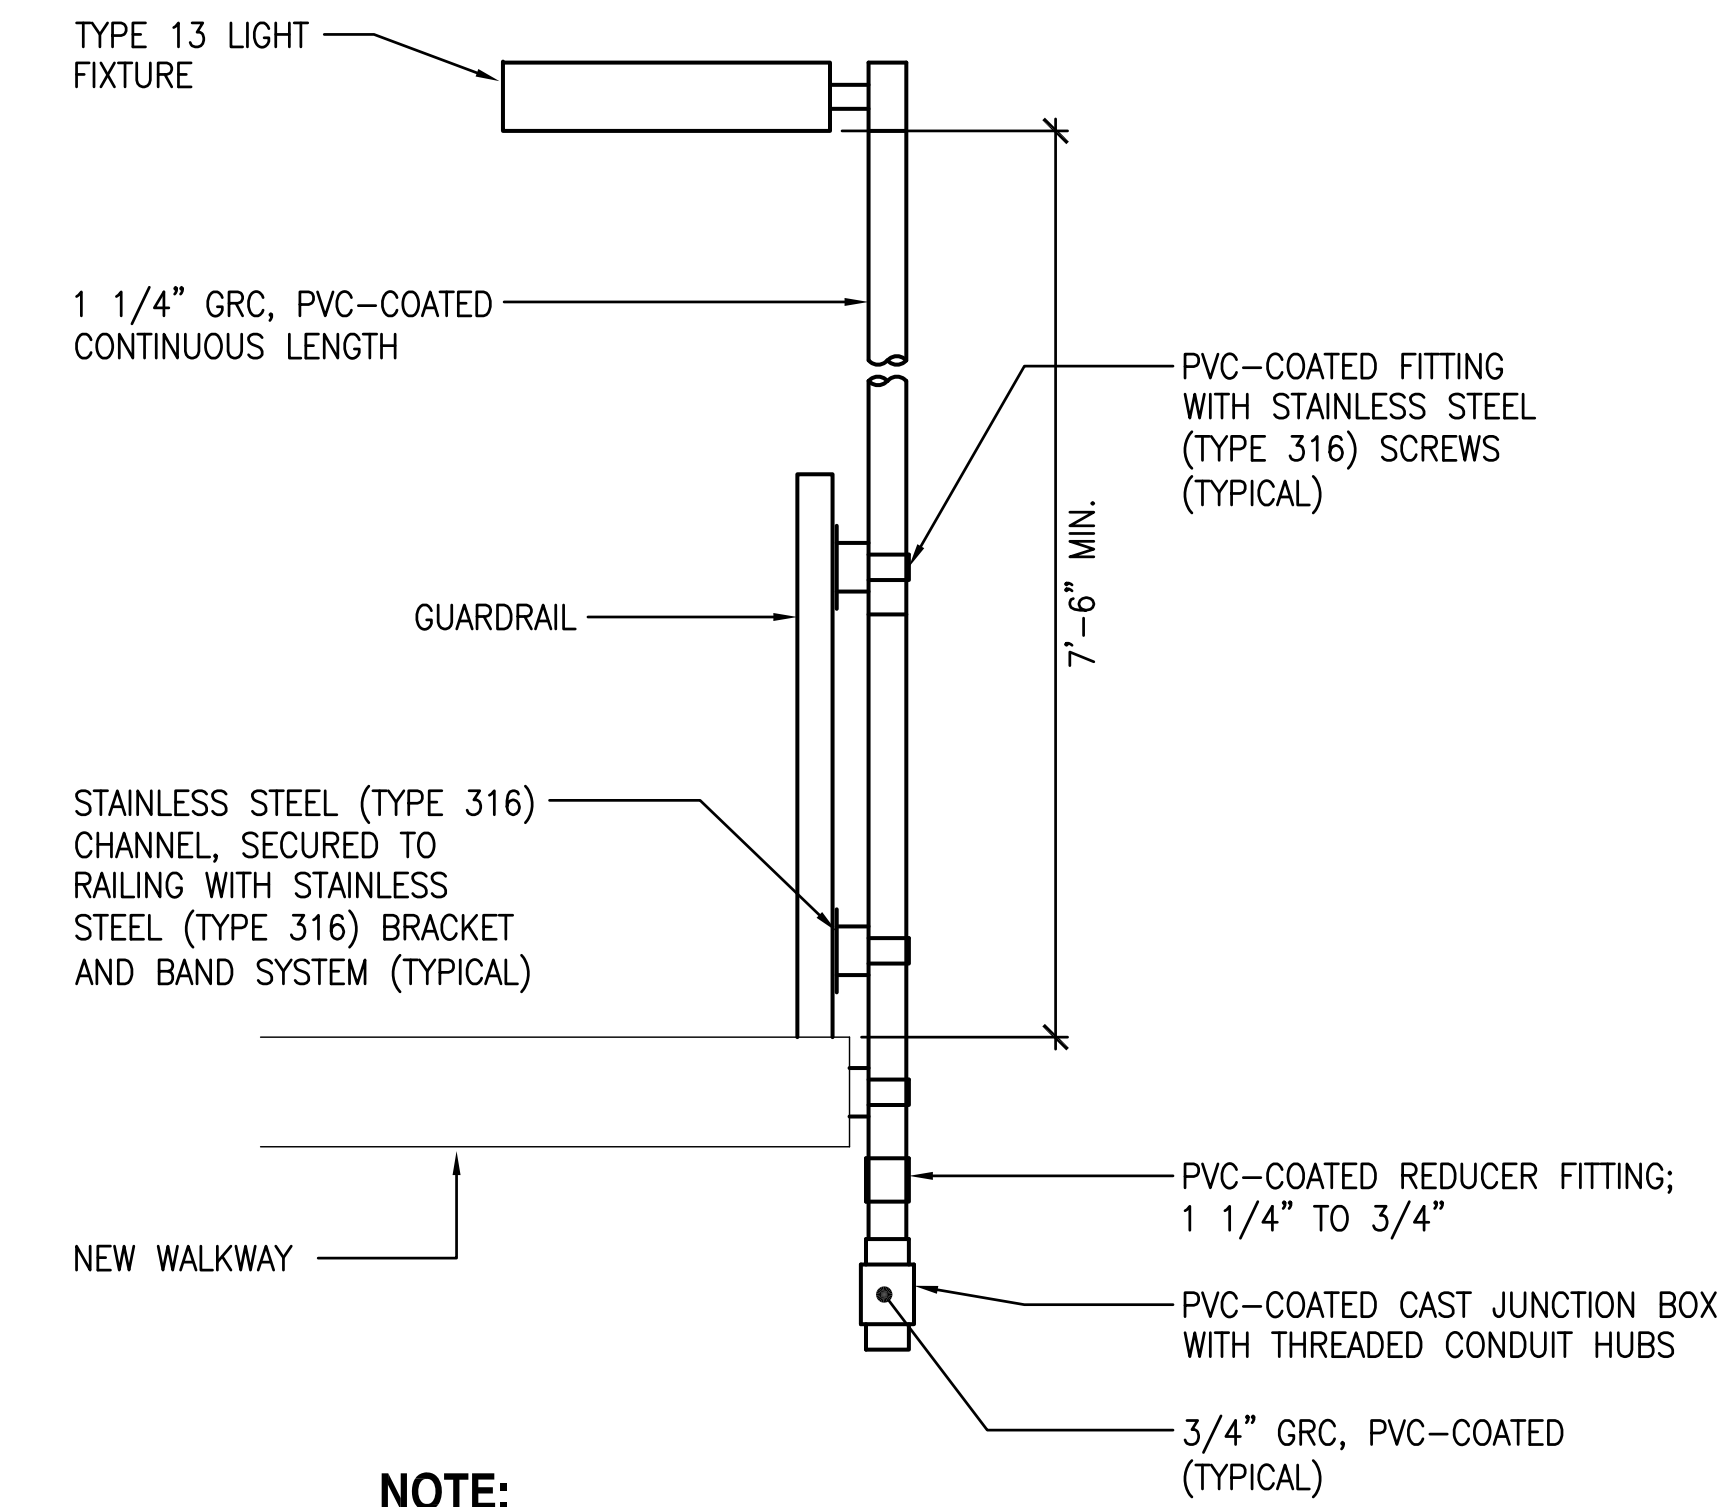 TYPE 13 LIGHT
FIXTURE
1 1/4" GRC, PVC-COATED
CONTINUOUS LENGTH
PVC-COATED FITTING
WITH STAINLESS STEEL
(TYPE 316) SCREWS
(TYPICAL)
7'-6" MIN.
GUARDRAIL
STAINLESS STEEL (TYPE 316)
CHANNEL, SECURED TO
RAILING WITH STAINLESS
STEEL (TYPE 316) BRACKET
AND BAND SYSTEM (TYPICAL)
PVC-COATED REDUCER FITTING;
1 1/4" TO 3/4"
NEW WALKWAY
PVC-COATED CAST JUNCTION BOX
WITH THREADED CONDUIT HUBS
3/4" GRC, PVC-COATED
(TYPICAL)
NOTE: